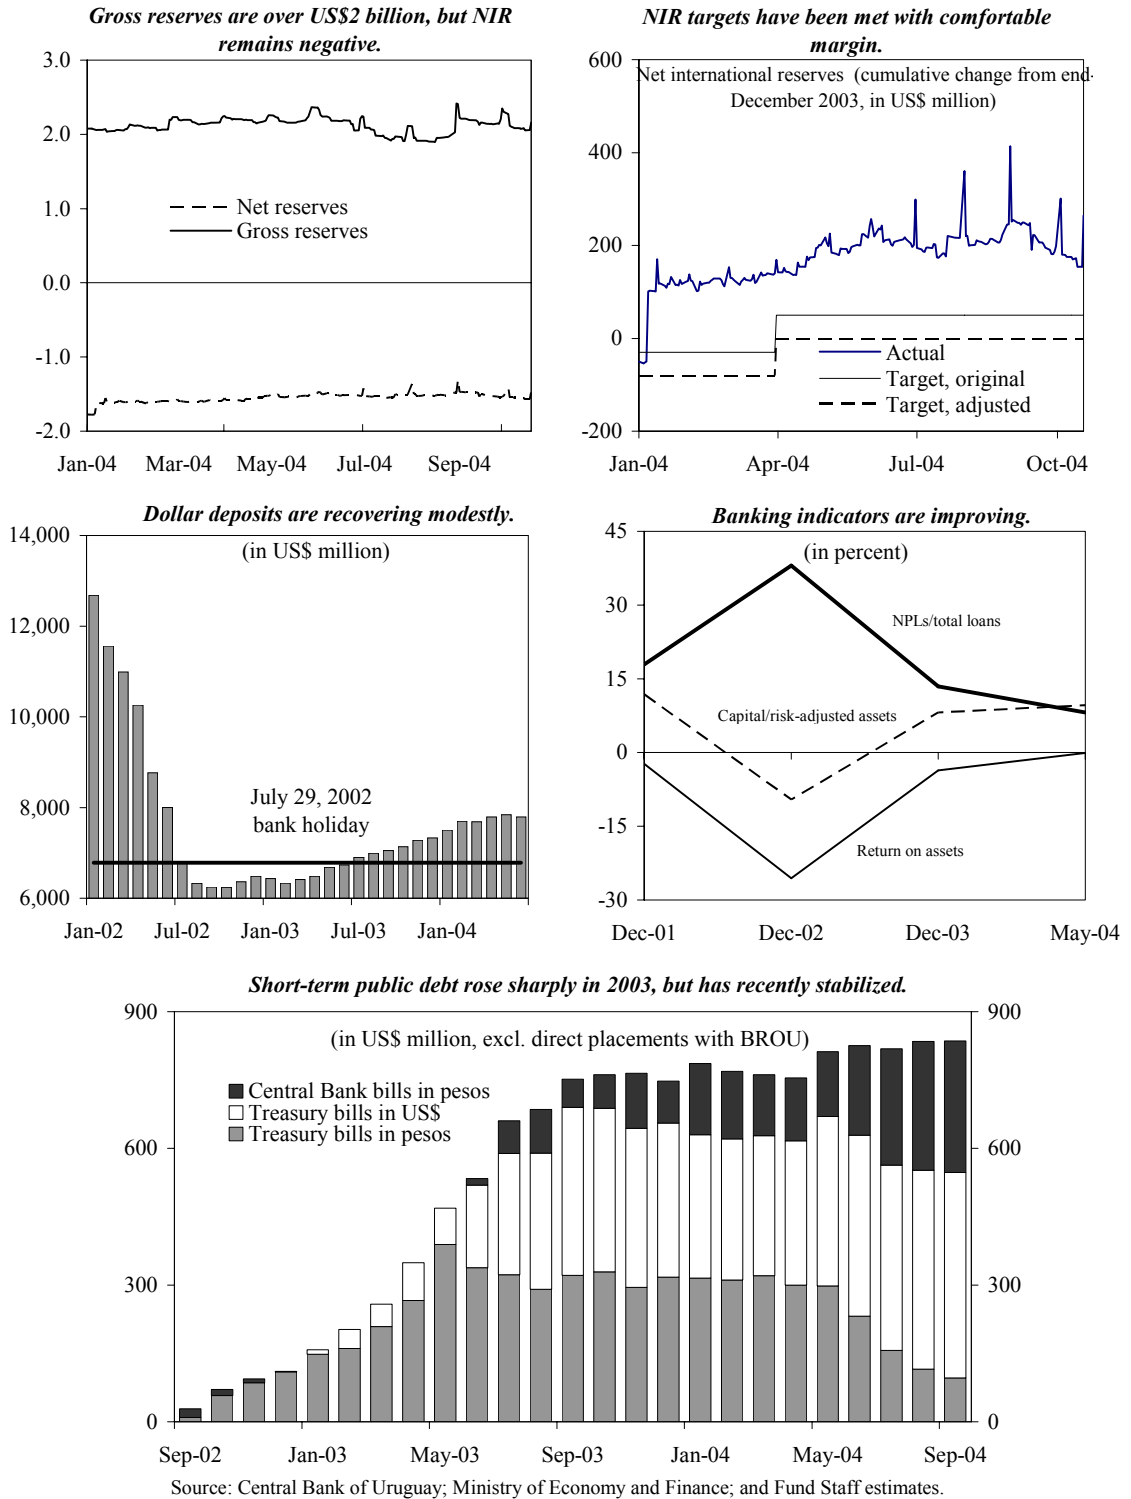 Gross reserves are over US$2 billion, but NIR
remains negative.
3.0
2.0
1.0
0.0
-1.0
-2.0
Net reserves
Gross reserves
Jan-04 Mar-04 May-04 Jul-04 Sep-04
NIR targets have been met with comfortable
margin.
Net international reserves (cumulative change from end-
December 2003, in US$ million)
600
400
200
0
-200
Actual
Target, original
Target, adjusted
Jan-04 Apr-04 Jul-04 Oct-04
Dollar deposits are recovering modestly.
(in US$ million)
14,000
12,000
10,000
8,000
6,000
July 29, 2002
bank holiday
Jan-02 Jul-02 Jan-03 Jul-03 Jan-04
Banking indicators are improving.
(in percent)
45
30
15
0
-15
-30
NPLs/total loans
Capital/risk-adjusted assets
Return on assets
Dec-01 Dec-02 Dec-03 May-04
Short-term public debt rose sharply in 2003, but has recently stabilized.
(in US$ million, excl. direct placements with BROU)
900 900
600 600
300 300
0 0
Central Bank bills in pesos
Treasury bills in US$
Treasury bills in pesos
Sep-02 Jan-03 May-03 Sep-03 Jan-04 May-04 Sep-04
Source: Central Bank of Uruguay; Ministry of Economy and Finance; and Fund Staff estimates.